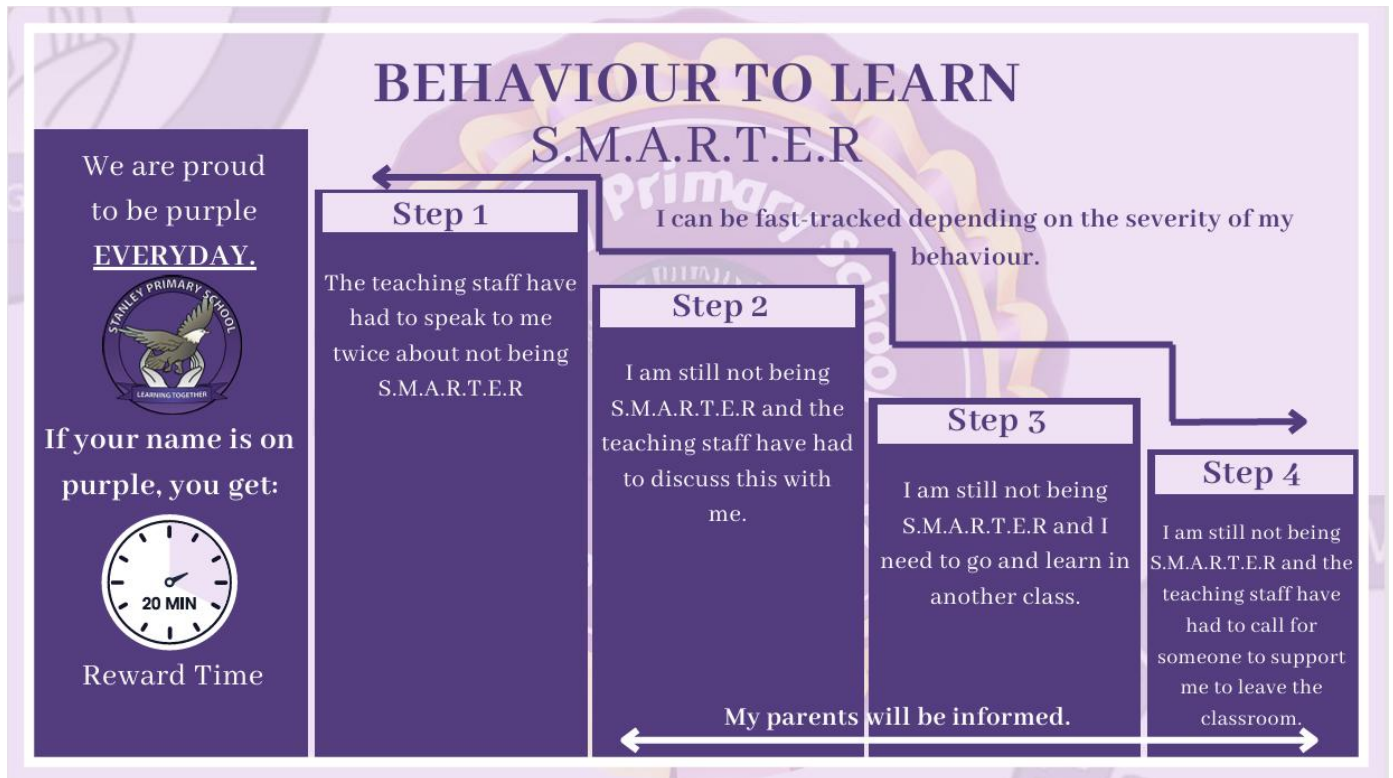 BEHAVIOUR TO LEARN
S.M.A.R.T.E.R
We are proud
to be purple
EVERYDAY.
STANLEY PRIMARY SCHOOL
LEARNING TOGETHER
If your name is on
purple, you get:
20 MIN
Reward Time
Step 1
The teaching staff have
had to speak to me
twice about not being
S.M.A.R.T.E.R
I can be fast-tracked depending on the severity of my
behaviour.
Step 2
I am still not being
S.M.A.R.T.E.R and the
teaching staff have had
to discuss this with
me.
Step 3
I am still not being
S.M.A.R.T.E.R and I
need to go and learn in
another class.
Step 4
I am still not being
S.M.A.R.T.E.R and the
teaching staff have
had to call for
someone to support
me to leave the
classroom.
My parents will be informed.
Primary Schoo